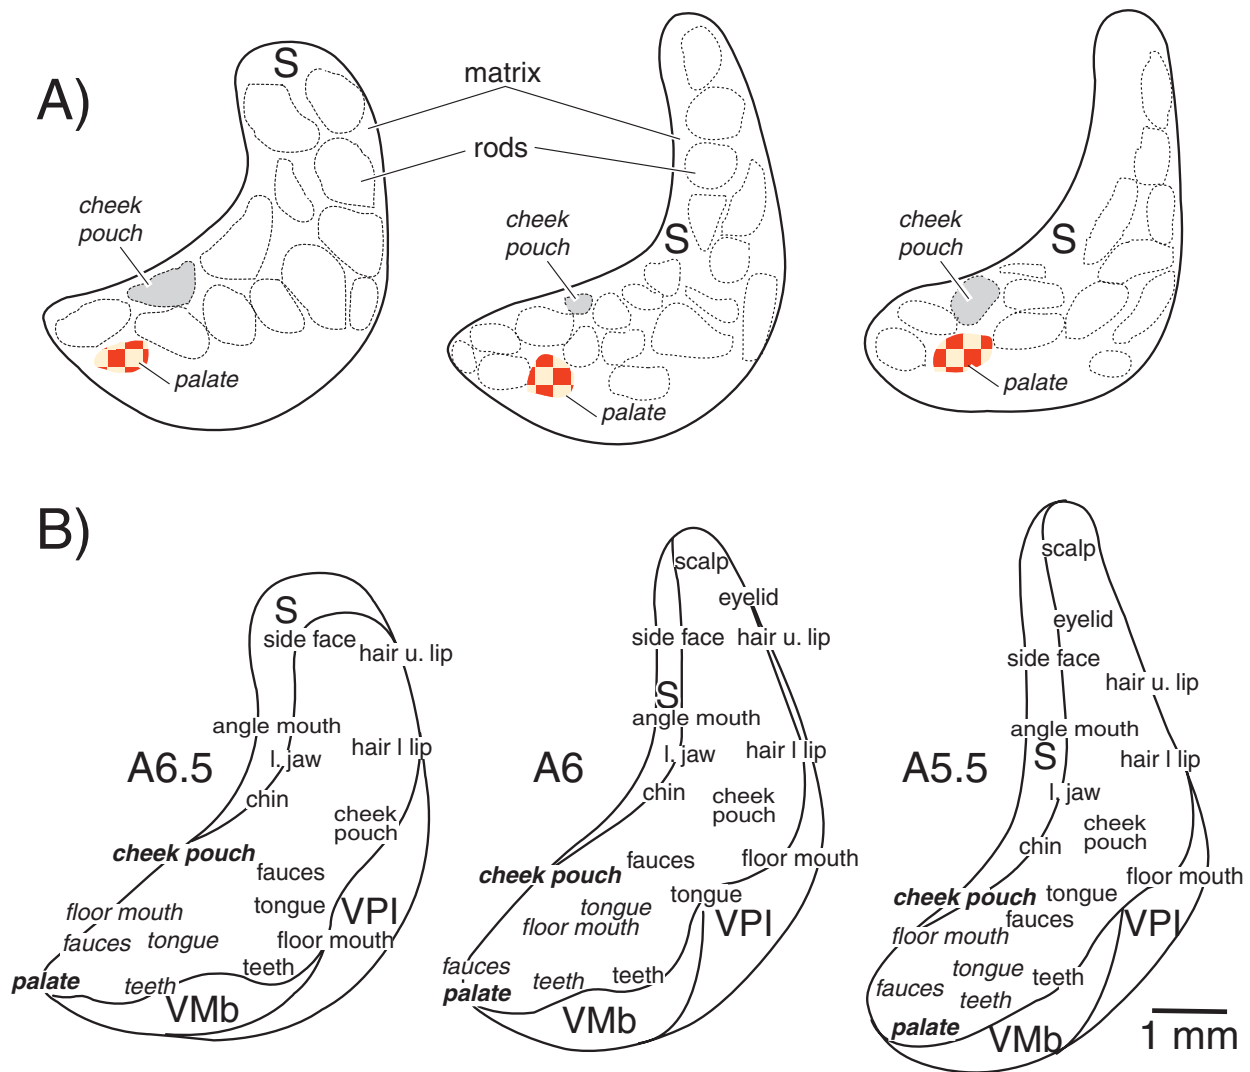 A)
S
matrix
rods
cheek
pouch
palate
cheek
pouch
S
palate
cheek
pouch
S
palate
B)
A6.5
S
side face
hair u. lip
angle mouth
hair l lip
l. jaw
chin
cheek
pouch
cheek pouch
fauces
floor mouth
tongue
VPl
fauces
tongue
floor mouth
teeth
palate
teeth
VMb
A6
scalp
eyelid
side face
hair u. lip
S
angle mouth
hair l lip
l. jaw
chin
cheek
pouch
cheek pouch
fauces
floor mouth
tongue
tongue
floor mouth
VPl
fauces
teeth
teeth
palate
VMb
A5.5
scalp
eyelid
side face
hair u. lip
angle mouth
S
hair l lip
l. jaw
cheek
pouch
chin
floor mouth
cheek pouch
tongue
fauces
VPl
floor mouth
tongue
teeth
fauces
teeth
palate
VMb
1 mm